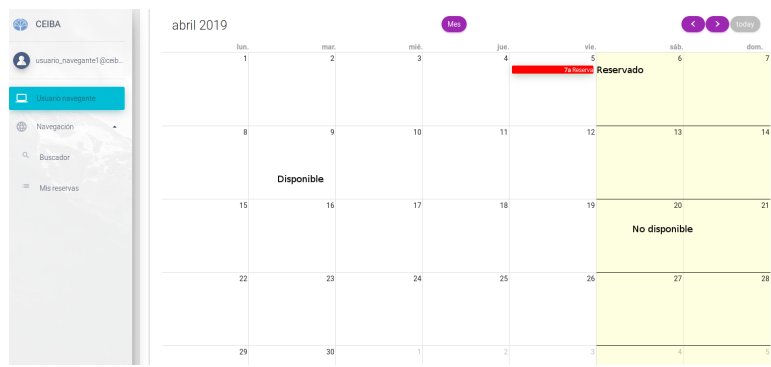 CEIBA
usuario_navegante1@ceib...
Usuario navegante
Navegación
Buscador
Mis reservas
abril 2019
Mes
today
lun. mar. mié. jue. vie. sáb. dom.
1 2 3 4 5 6 7
7a Reserva Reservado
8 9 10 11 12 13 14
Disponible
15 16 17 18 19 20 21
No disponible
22 23 24 25 26 27 28
29 30 1 2 3 4 5